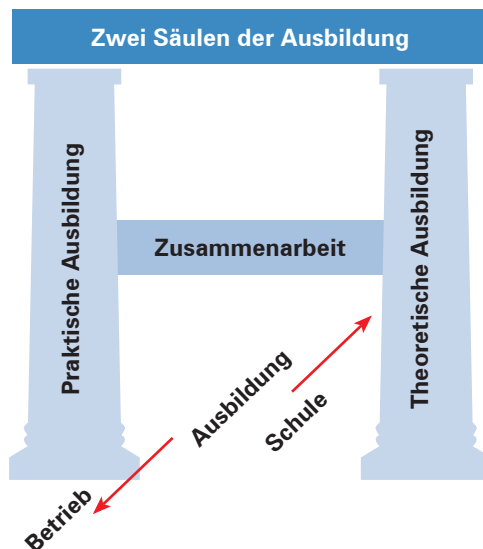 Zwei Säulen der Ausbildung
Praktische Ausbildung
Zusammenarbeit
Theoretische Ausbildung
Ausbildung
Schule
Betrieb